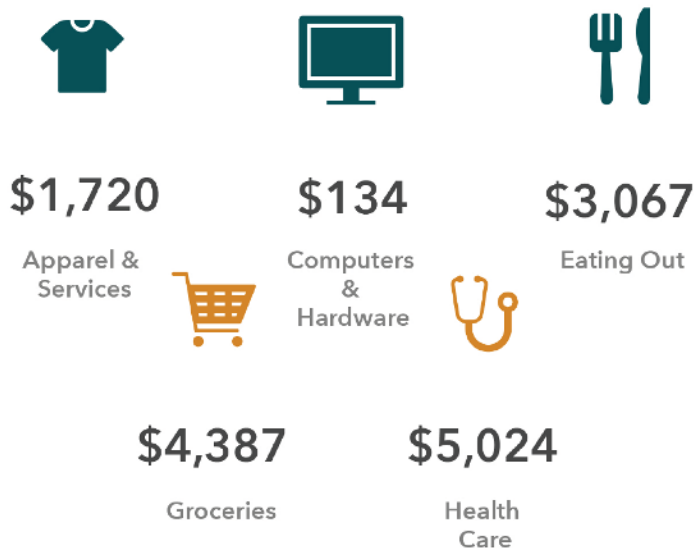 $1,720
$134
$3,067
Apparel &
Services
Computers
&
Hardware
Eating Out
$4,387
$5,024
Groceries
Health
Care